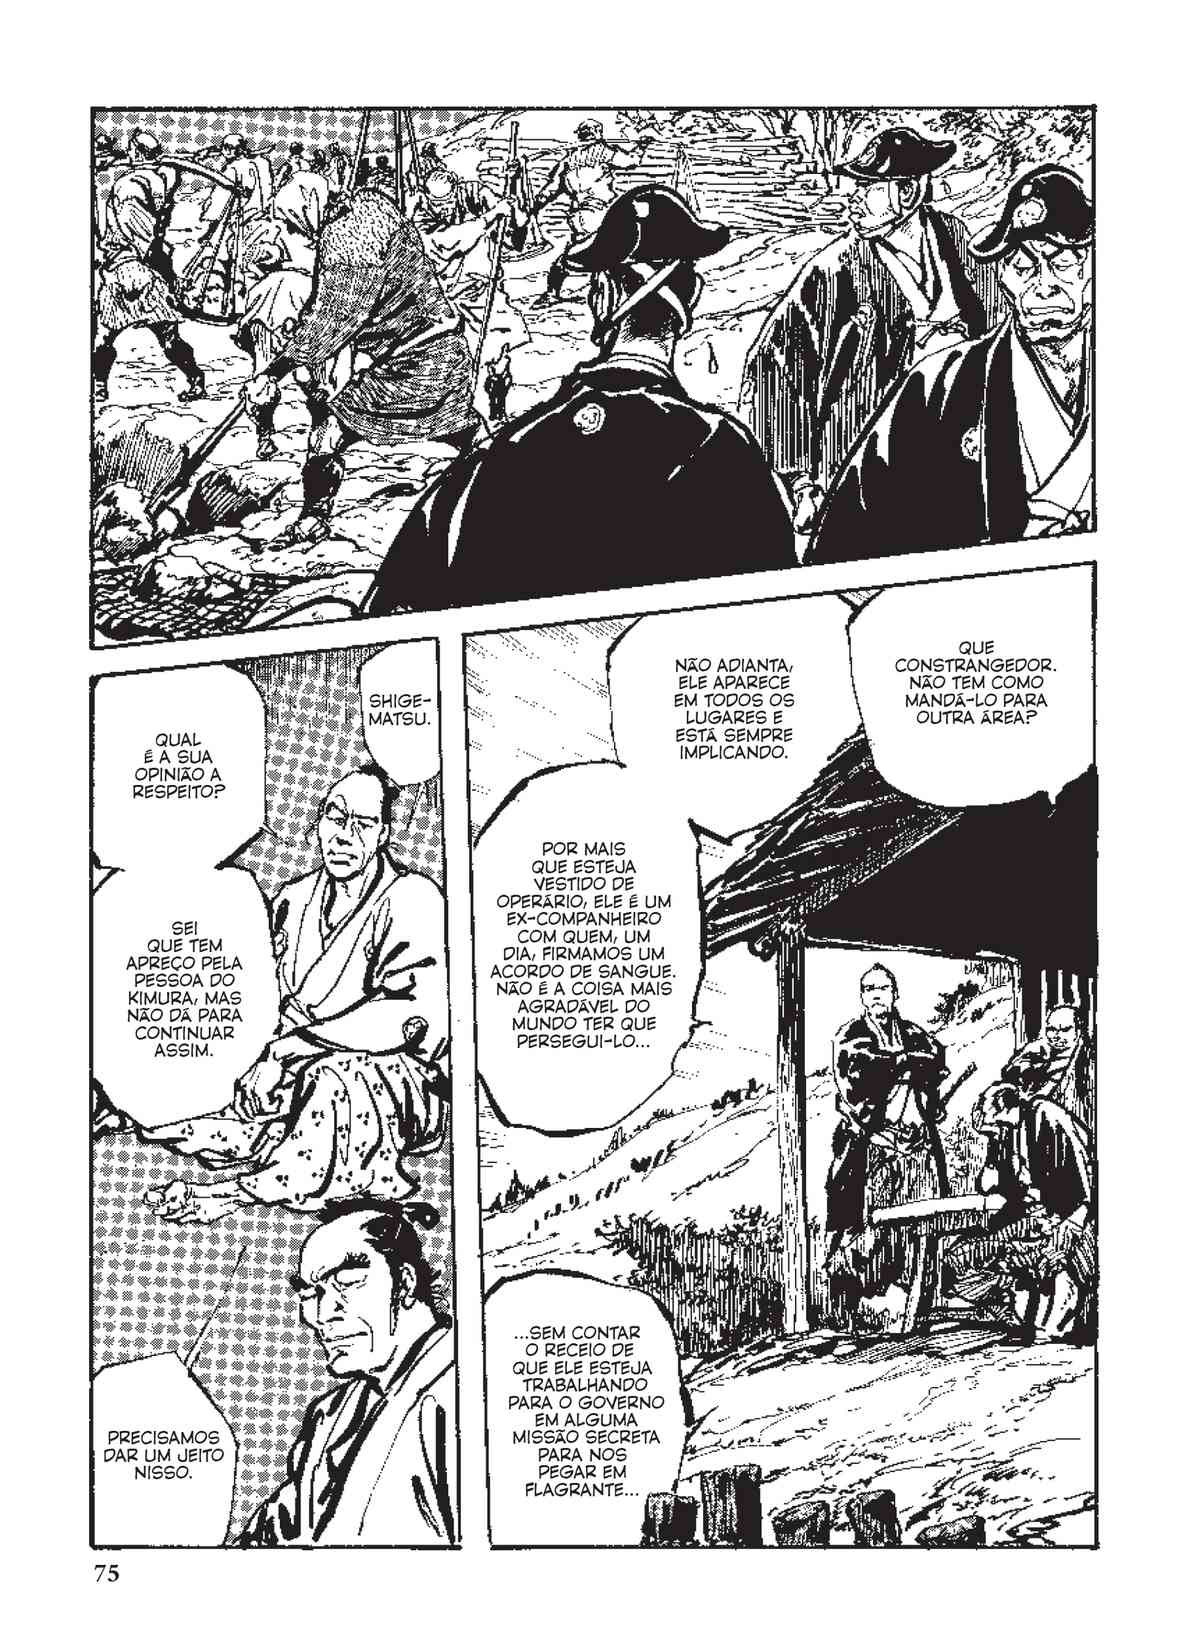 QUE
CONSTRANGEDOR.
NÃO TEM COMO
MANDÁ-LO PARA
OUTRA ÁREA?
NÃO ADIANTA,
ELE APARECE
EM TODOS OS
LUGARES E
ESTÁ SEMPRE
IMPLICANDO.
POR MAIS
QUE ESTEJA
VESTIDO DE
OPERÁRIO, ELE É UM
EX-COMPANHEIRO
COM QUEM, UM
DIA, FIRMAMOS UM
ACORDO DE SANGUE.
NÃO É A COISA MAIS
AGRADÁVEL DO
MUNDO TER QUE
PERSEGUI-LO...
...SEM CONTAR
O RECEIO DE
QUE ELE ESTEJA
TRABALHANDO
PARA O GOVERNO
EM ALGUMA
MISSÃO SECRETA
PARA NOS
PEGAR EM
FLAGRANTE...
SHIGE-
MATSU.
QUAL
É A SUA
OPINIÃO A
RESPEITO?
SEI
QUE TEM
APREÇO PELA
PESSOA DO
KIMURA, MAS
NÃO DÁ PARA
CONTINUAR
ASSIM.
PRECISAMOS
DAR UM JEITO
NISSO.
75